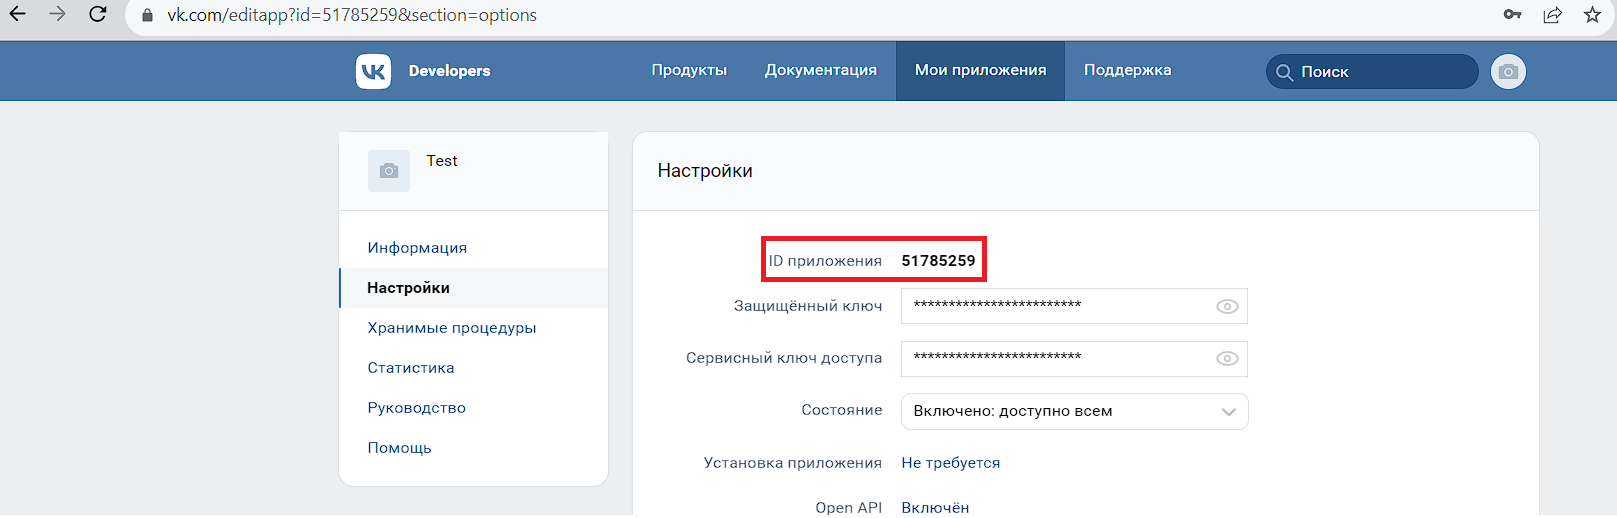 vk.com/editapp?id=51785259&section=options
VK Developers Продукты Документация Мои приложения Поддержка Поиск
Test
Информация
Настройки
Хранимые процедуры
Статистика
Руководство
Помощь
Настройки
ID приложения 51785259
Защищённый ключ ************************
Сервисный ключ доступа ************************
Состояние Включено: доступно всем
Установка приложения Не требуется
Open API Включён